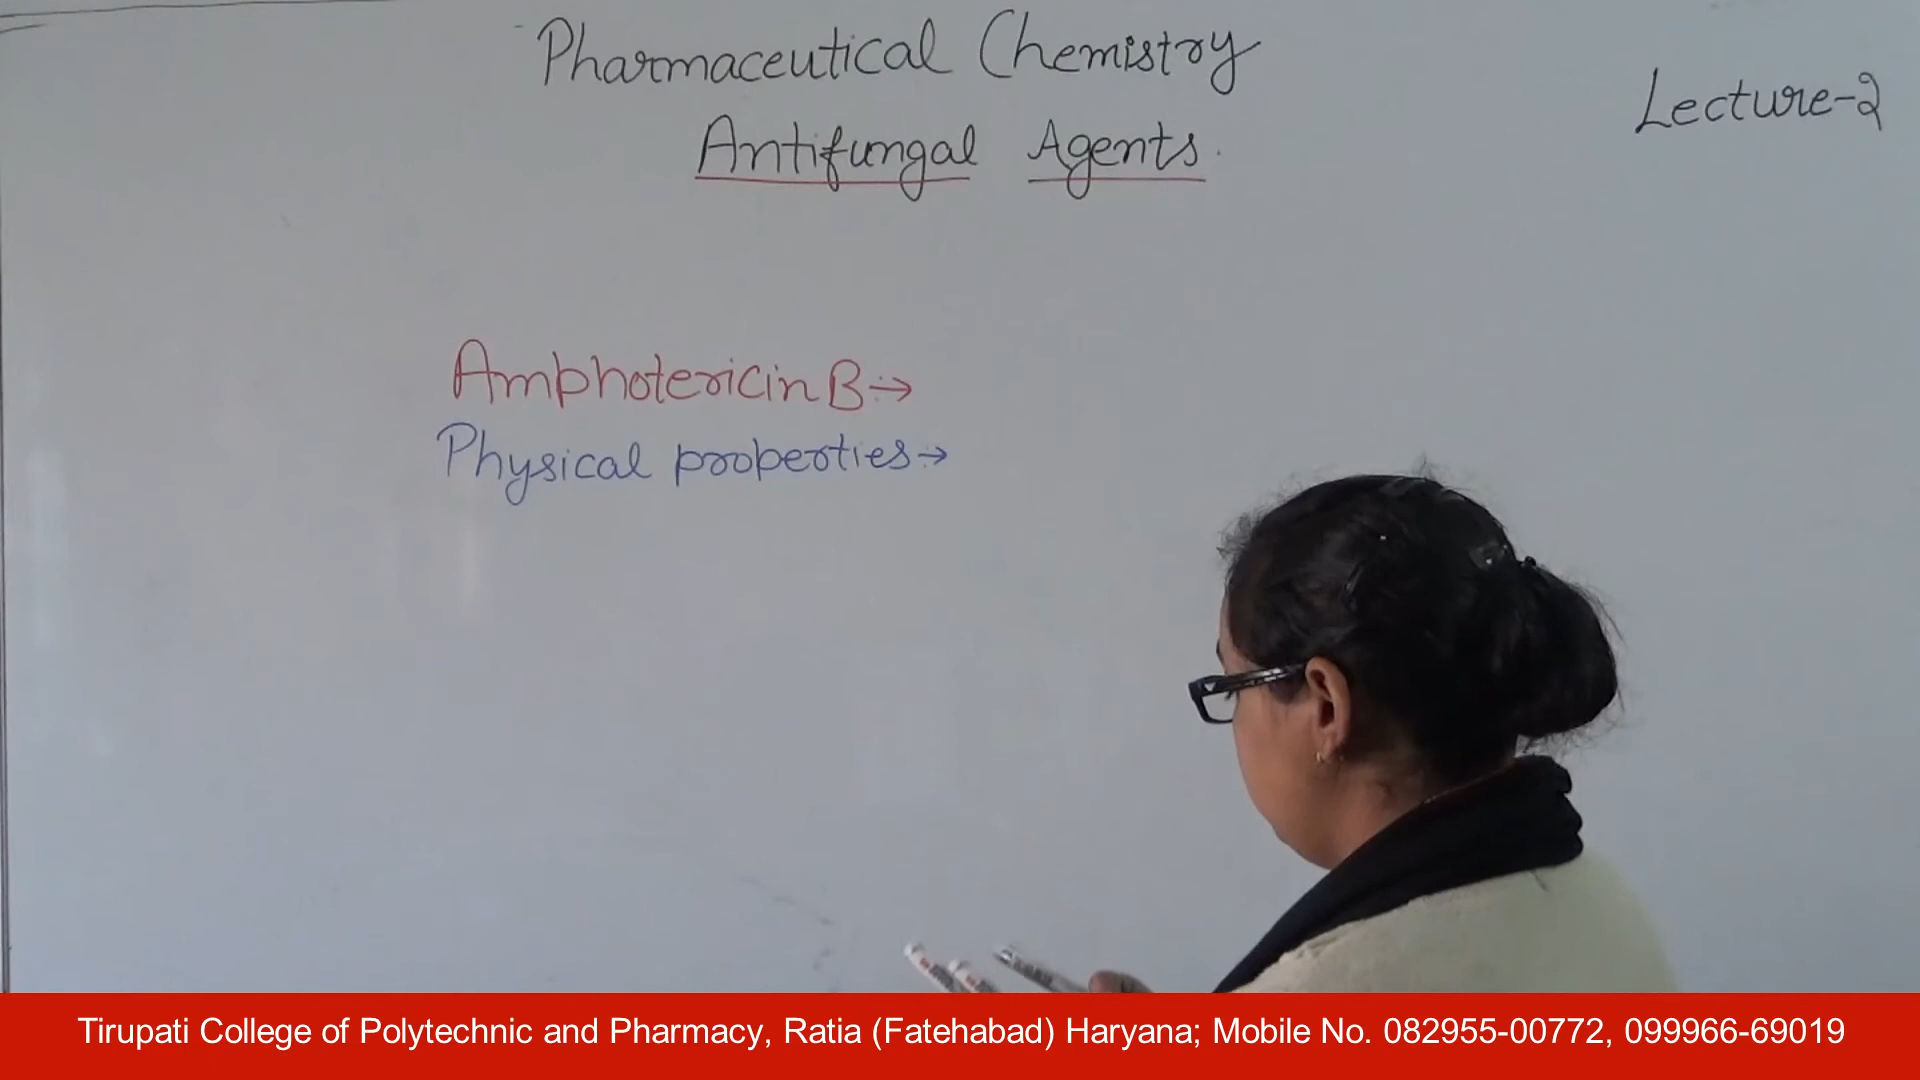 Pharmaceutical Chemistry
Lecture-2
Antifungal Agents.
Amphotericin B:→
Physical properties:→
Tirupati College of Polytechnic and Pharmacy, Ratia (Fatehabad) Haryana; Mobile No. 082955-00772, 099966-69019